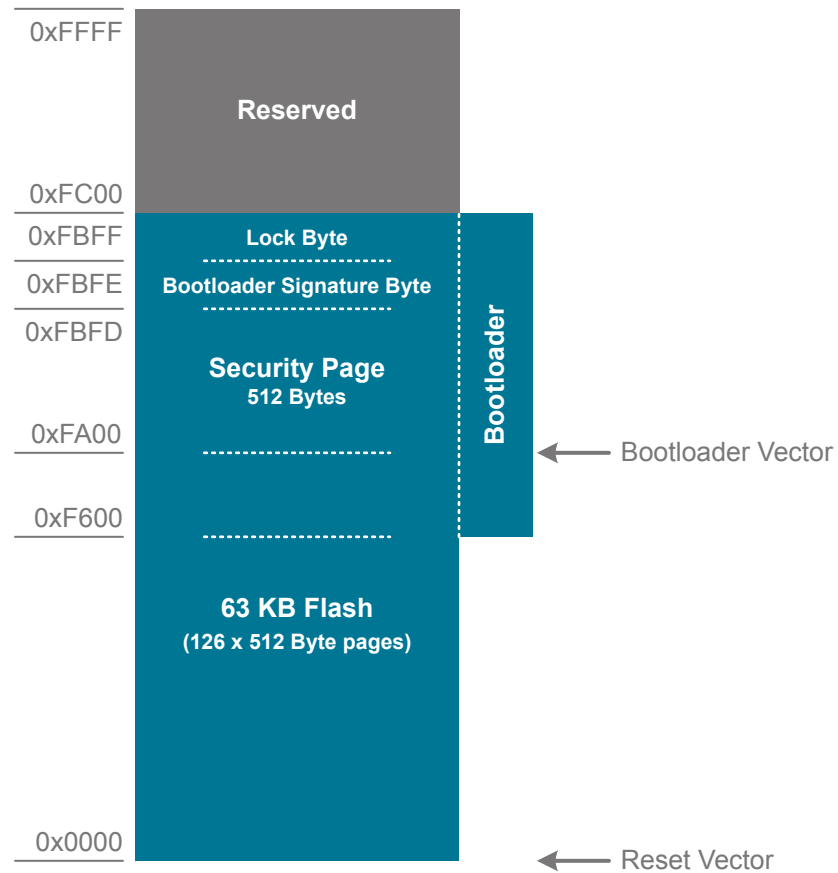 0xFFFF
Reserved
0xFC00
0xFBFF
Lock Byte
0xFBFE
Bootloader Signature Byte
0xFBFD
Security Page
512 Bytes
Bootloader
0xFA00
Bootloader Vector
0xF600
63 KB Flash
(126 x 512 Byte pages)
0x0000
Reset Vector